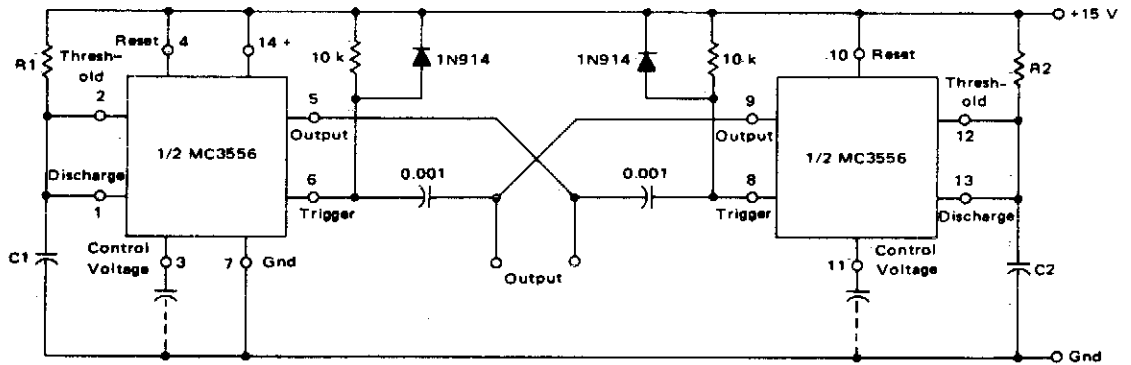 +15 V
R1
Reset
4
14 +
Thresh-
old
2
10 k
1N914
5
Output
1/2 MC3556
Discharge
1
6
Trigger
0.001
C1
Control
Voltage
3
7
Gnd
Output
1N914
10 k
10
Reset
R2
Thresh-
old
12
9
Output
1/2 MC3556
0.001
8
Trigger
13
Discharge
11
Control
Voltage
C2
Gnd